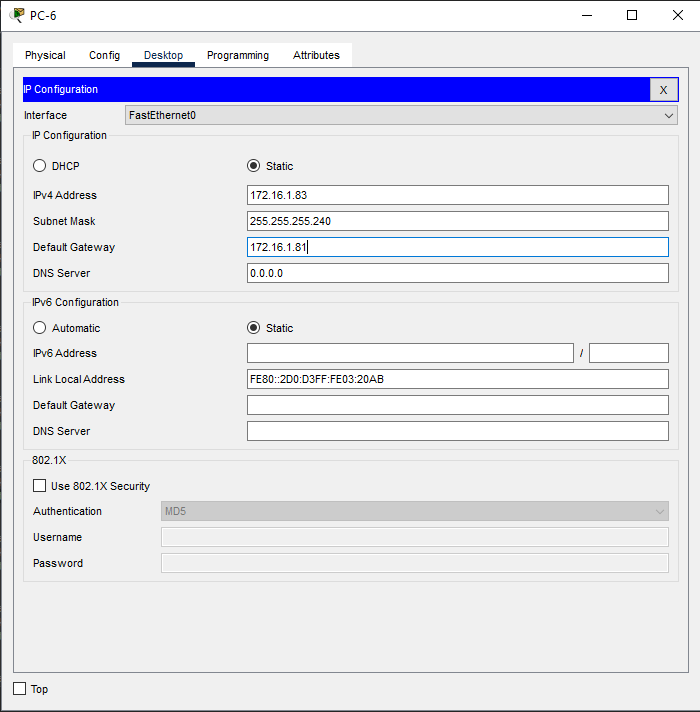 PC-6
Physical Config Desktop Programming Attributes
IP Configuration X
Interface FastEthernet0
IP Configuration
DHCP Static
IPv4 Address 172.16.1.83
Subnet Mask 255.255.255.240
Default Gateway 172.16.1.81
DNS Server 0.0.0.0
IPv6 Configuration
Automatic Static
IPv6 Address /
Link Local Address FE80::2D0:D3FF:FE03:20AB
Default Gateway
DNS Server
802.1X
Use 802.1X Security
Authentication MD5
Username
Password
Top